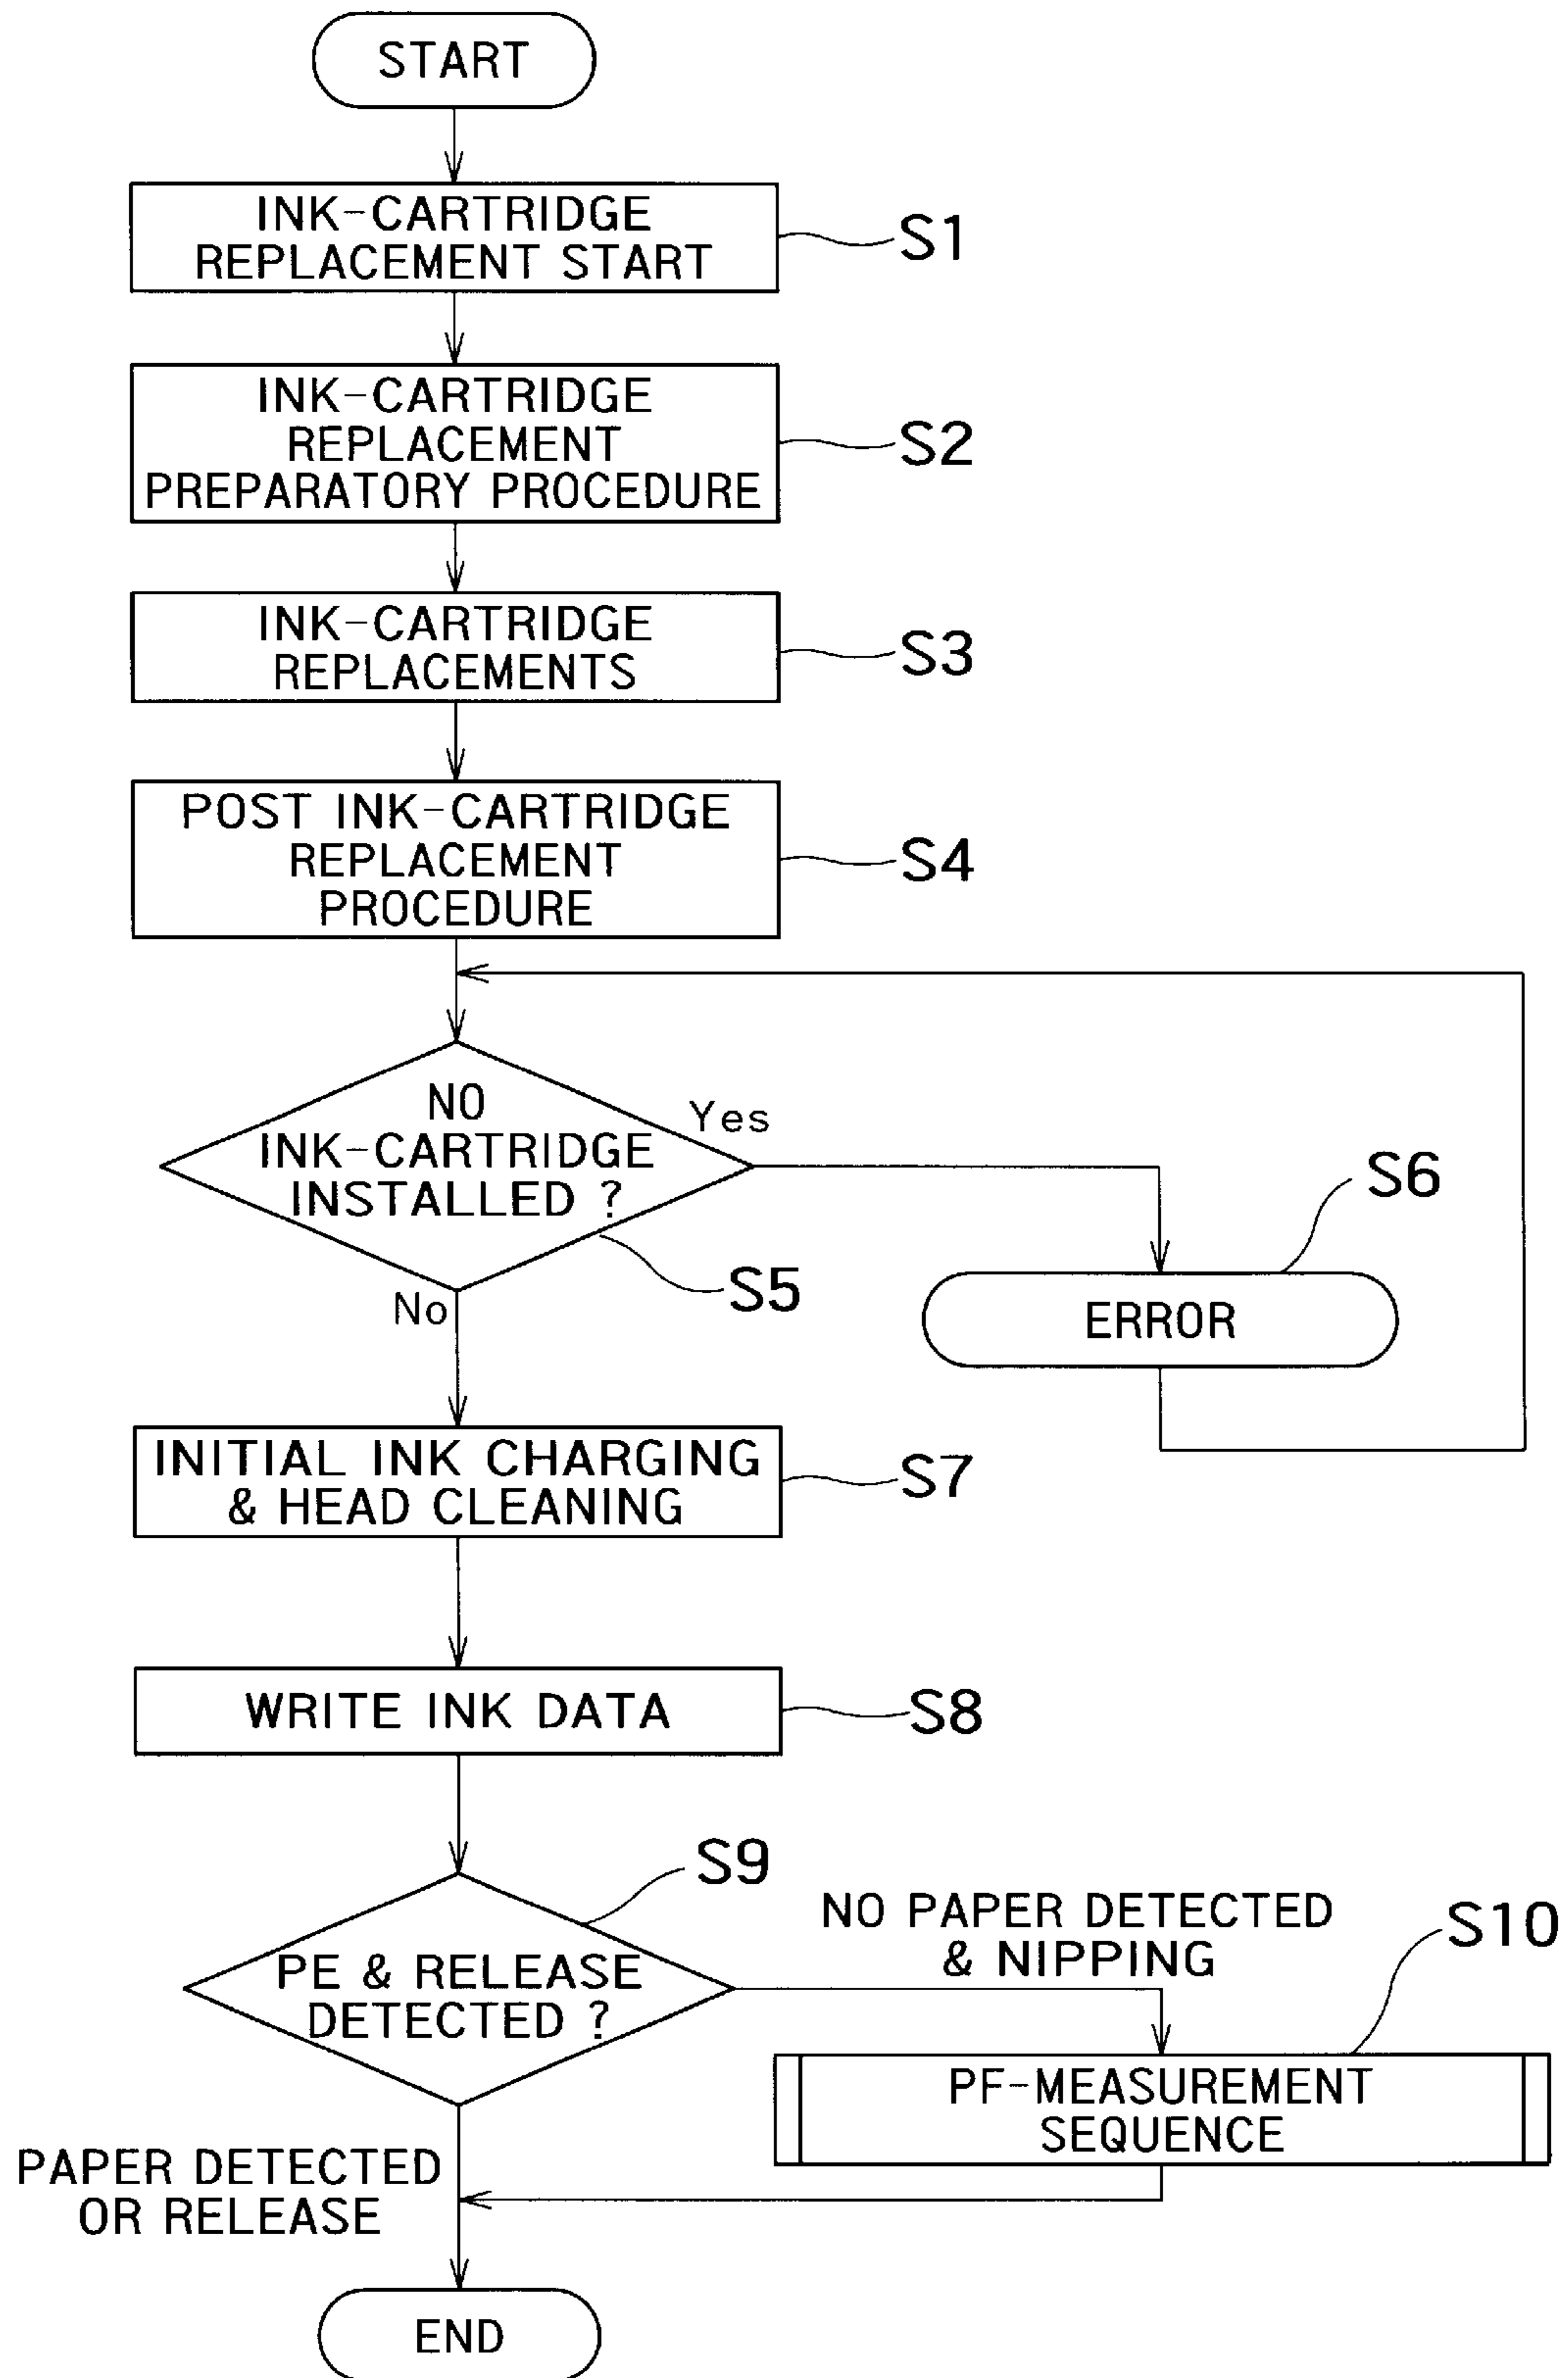 START
INK-CARTRIDGE
REPLACEMENT START
S1
INK-CARTRIDGE
REPLACEMENT
PREPARATORY PROCEDURE
S2
INK-CARTRIDGE
REPLACEMENTS
S3
POST INK-CARTRIDGE
REPLACEMENT
PROCEDURE
S4
NO
INK-CARTRIDGE
INSTALLED ?
Yes
S5
No
S6
ERROR
INITIAL INK CHARGING
& HEAD CLEANING
S7
WRITE INK DATA
S8
PE & RELEASE
DETECTED ?
S9
NO PAPER DETECTED
& NIPPING
S10
PF-MEASUREMENT
SEQUENCE
PAPER DETECTED
OR RELEASE
END